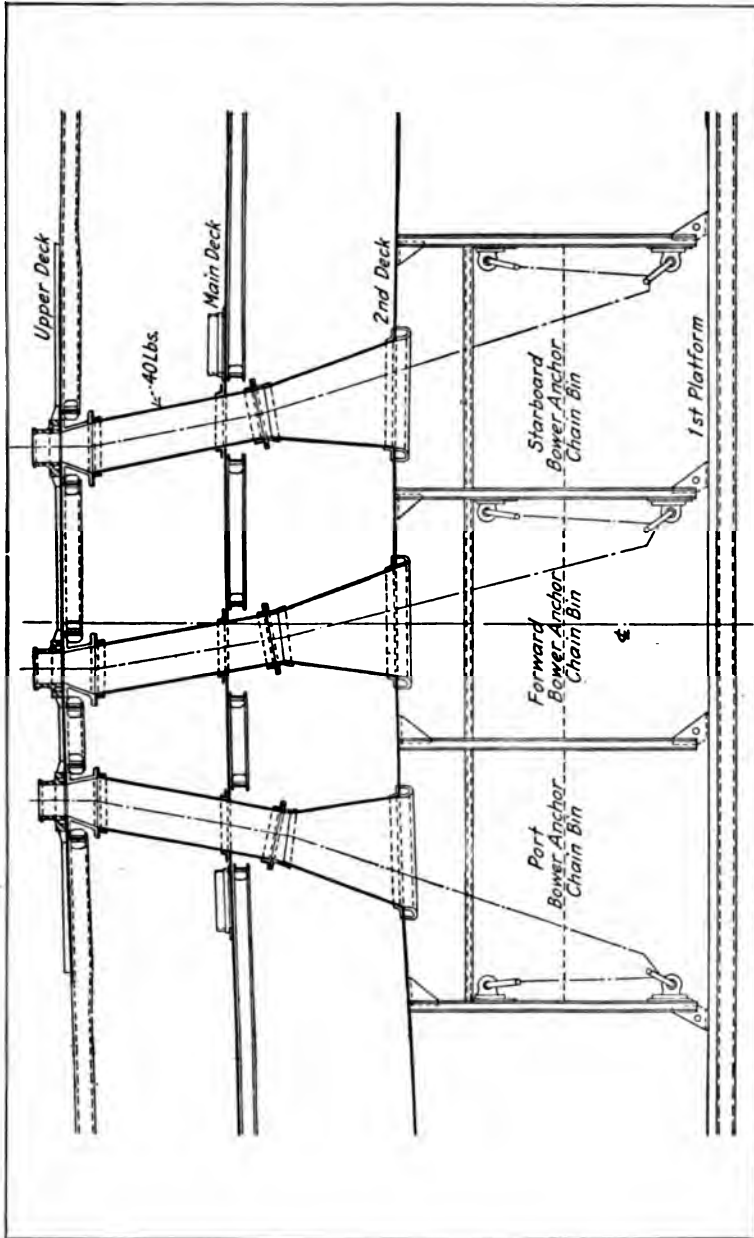 Upper Deck
40 Lbs.
Main Deck
2nd Deck
Starboard
Bower Anchor
Chain Bin
1st Platform
Forward
Bower Anchor
Chain Bin
℄
Port
Bower Anchor
Chain Bin